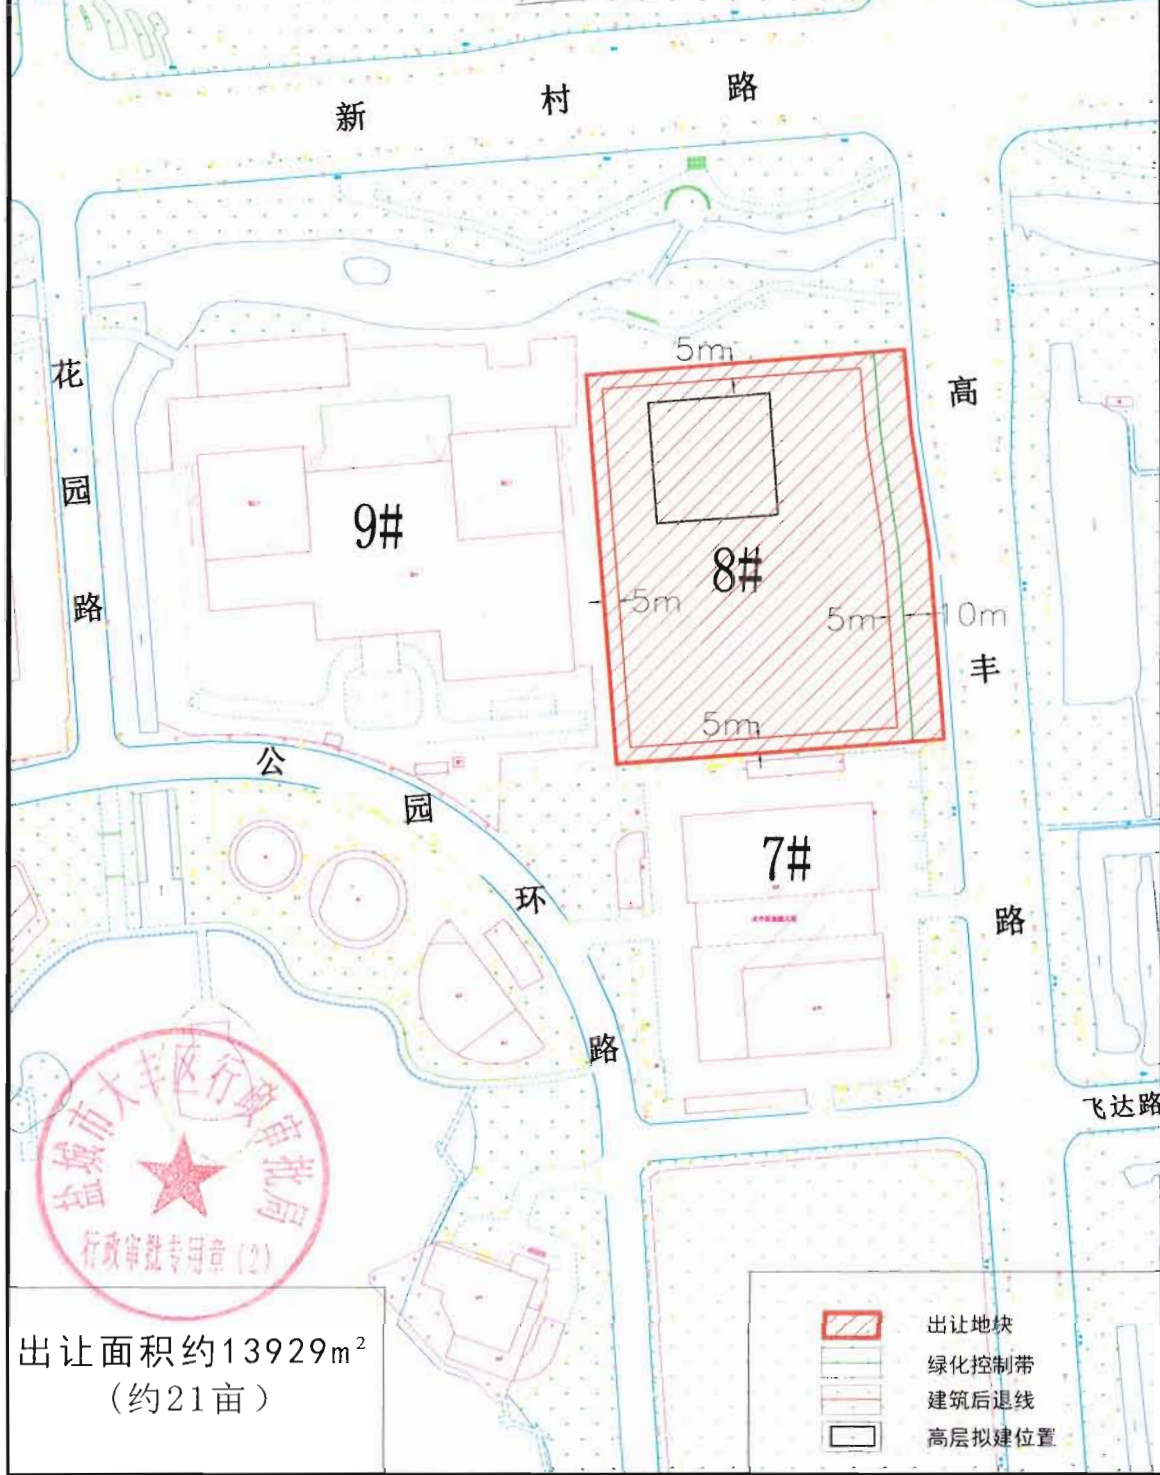 新村路
花园路
高丰路
公园环路
飞达路
5m
9#
8#
5m
5m
10m
5m
7#
盐城市大丰区行政审批局
行政审批专用章(2)
出让面积约13929m²
(约21亩)
出让地块
绿化控制带
建筑后退线
高层拟建位置